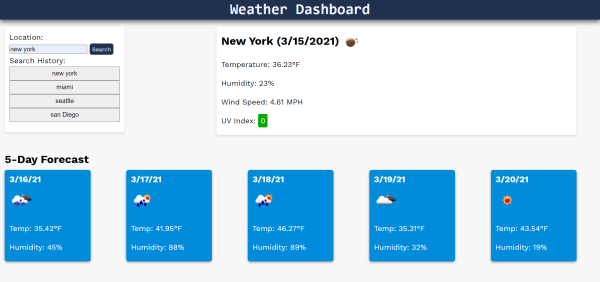 Weather Dashboard
Location:
new york
Search
Search History:
new york
miami
seattle
san Diego
New York (3/15/2021)
Temperature: 36.23°F
Humidity: 23%
Wind Speed: 4.61 MPH
UV Index: 0
5-Day Forecast
3/16/21
Temp: 35.42°F
Humidity: 45%
3/17/21
Temp: 41.95°F
Humidity: 88%
3/18/21
Temp: 46.27°F
Humidity: 89%
3/19/21
Temp: 35.31°F
Humidity: 32%
3/20/21
Temp: 43.54°F
Humidity: 19%